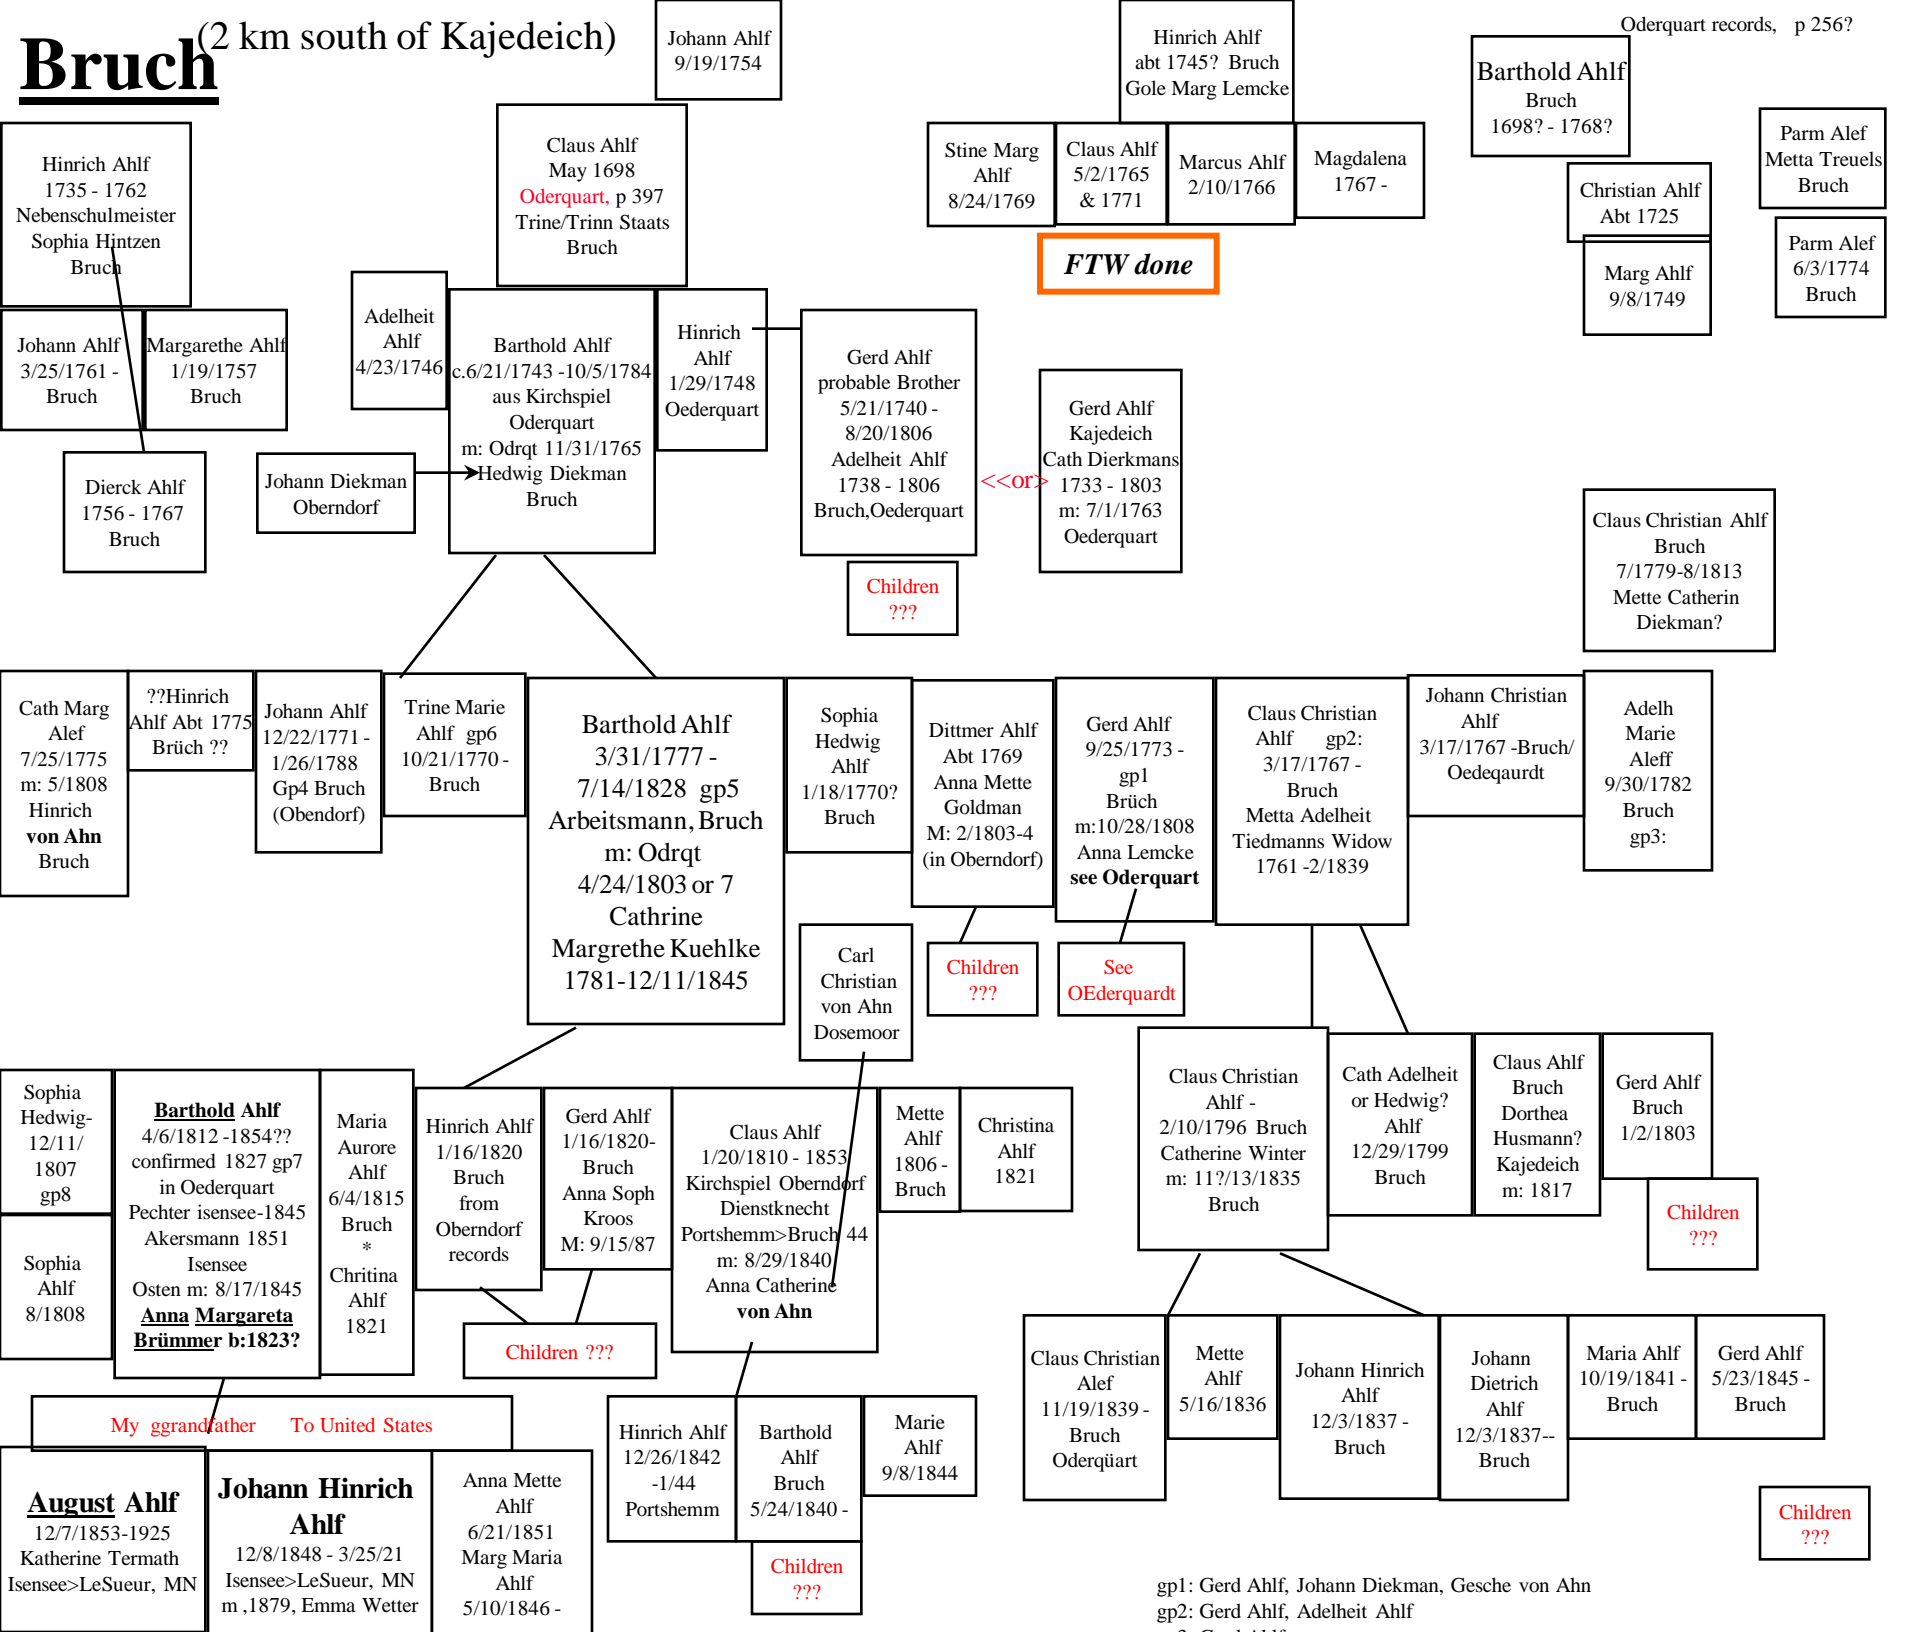 Bruch
(2 km south of Kajedeich)
Johann Ahlf
9/19/1754
Hinrich Ahlf
abt 1745? Bruch
Gole Marg Lemcke
Oderquart records, p 256?
Barthold Ahlf
Bruch
1698? - 1768?
Hinrich Ahlf
1735 - 1762
Nebenschulmeister
Sophia Hintzen
Bruch
Claus Ahlf
May 1698
Oderquart, p 397
Trine/Trinn Staats
Bruch
Stine Marg
Ahlf
8/24/1769
Claus Ahlf
5/2/1765
& 1771
Marcus Ahlf
2/10/1766
Magdalena
1767 -
Christian Ahlf
Abt 1725
Marg Ahlf
9/8/1749
Parm Alef
Metta Treuels
Bruch
Parm Alef
6/3/1774
Bruch
FTW done
Johann Ahlf
3/25/1761 -
Bruch
Margarethe Ahlf
1/19/1757
Bruch
Dierck Ahlf
1756 - 1767
Bruch
Adelheit
Ahlf
4/23/1746
Barthold Ahlf
c.6/21/1743 -10/5/1784
aus Kirchspiel
Oderquart
m: Odrqt 11/31/1765
Hedwig Diekman
Bruch
Hinrich
Ahlf
1/29/1748
Oederquart
Johann Diekman
Oberndorf
Gerd Ahlf
probable Brother
5/21/1740 -
8/20/1806
Adelheit Ahlf
1738 - 1806
Bruch,Oederquart
<<or>
Gerd Ahlf
Kajedeich
Cath Dierkmans
1733 - 1803
m: 7/1/1763
Oederquart
Children
???
Claus Christian Ahlf
Bruch
7/1779-8/1813
Mette Catherin
Diekman?
Cath Marg
Alef
7/25/1775
m: 5/1808
Hinrich
von Ahn
Bruch
??Hinrich
Ahlf Abt 1775
Brüch ??
Johann Ahlf
12/22/1771 -
1/26/1788
Gp4 Bruch
(Obendorf)
Trine Marie
Ahlf gp6
10/21/1770 -
Bruch
Barthold Ahlf
3/31/1777 -
7/14/1828 gp5
Arbeitsmann, Bruch
m: Odrqt
4/24/1803 or 7
Cathrine
Margrethe Kuehlke
1781-12/11/1845
Sophia
Hedwig
Ahlf
1/18/1770?
Bruch
Dittmer Ahlf
Abt 1769
Anna Mette
Goldman
M: 2/1803-4
(in Oberndorf)
Gerd Ahlf
9/25/1773 -
gp1
Brüch
m:10/28/1808
Anna Lemcke
see Oderquart
Claus Christian
Ahlf gp2:
3/17/1767 -
Bruch
Metta Adelheit
Tiedmanns Widow
1761 -2/1839
Johann Christian
Ahlf
3/17/1767 -Bruch/
Oedeqaurdt
Adelh
Marie
Aleff
9/30/1782
Bruch
gp3:
Children
???
See
OEderquardt
Carl
Christian
von Ahn
Dosemoor
Sophia
Hedwig-
12/11/
1807
gp8
Sophia
Ahlf
8/1808
Barthold Ahlf
4/6/1812 -1854??
confirmed 1827 gp7
in Oederquart
Pechter isensee-1845
Akersmann 1851
Isensee
Osten m: 8/17/1845
Anna Margareta
Brümmer b:1823?
Maria
Aurore
Ahlf
6/4/1815
Bruch
*
Chritina
Ahlf
1821
Hinrich Ahlf
1/16/1820
Bruch
from
Oberndorf
records
Gerd Ahlf
1/16/1820-
Bruch
Anna Soph
Kroos
M: 9/15/87
Claus Ahlf
1/20/1810 - 1853
Kirchspiel Oberndorf
Dienstknecht
Portshemm>Bruch 44
m: 8/29/1840
Anna Catherine
von Ahn
Mette
Ahlf
1806 -
Bruch
Christina
Ahlf
1821
Claus Christian
Ahlf -
2/10/1796 Bruch
Catherine Winter
m: 11?/13/1835
Bruch
Cath Adelheit
or Hedwig?
Ahlf
12/29/1799
Bruch
Claus Ahlf
Bruch
Dorthea
Husmann?
Kajedeich
m: 1817
Gerd Ahlf
Bruch
1/2/1803
Children
???
Children ???
My ggrandfather To United States
August Ahlf
12/7/1853-1925
Katherine Termath
Isensee>LeSueur, MN
Johann Hinrich
Ahlf
12/8/1848 - 3/25/21
Isensee>LeSueur, MN
m ,1879, Emma Wetter
Anna Mette
Ahlf
6/21/1851
Marg Maria
Ahlf
5/10/1846 -
Hinrich Ahlf
12/26/1842
-1/44
Portshemm
Barthold
Ahlf
Bruch
5/24/1840 -
Marie
Ahlf
9/8/1844
Children
???
Claus Christian
Alef
11/19/1839 -
Bruch
Oderqüart
Mette
Ahlf
5/16/1836
Johann Hinrich
Ahlf
12/3/1837 -
Bruch
Johann
Dietrich
Ahlf
12/3/1837--
Bruch
Maria Ahlf
10/19/1841 -
Bruch
Gerd Ahlf
5/23/1845 -
Bruch
Children
???
gp1: Gerd Ahlf, Johann Diekman, Gesche von Ahn
gp2: Gerd Ahlf, Adelheit Ahlf